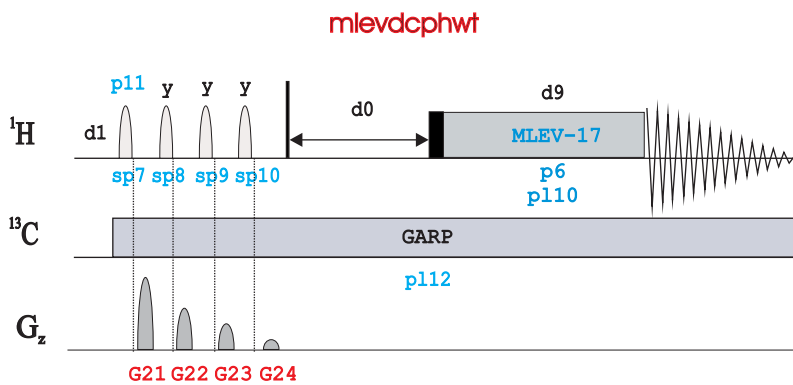 mlevdcphwt
p11 y y y d0 d9
¹H d1 MLEV-17
sp7 sp8 sp9 sp10 p6
pl10
¹³C GARP
pl12
Gz
G21 G22 G23 G24